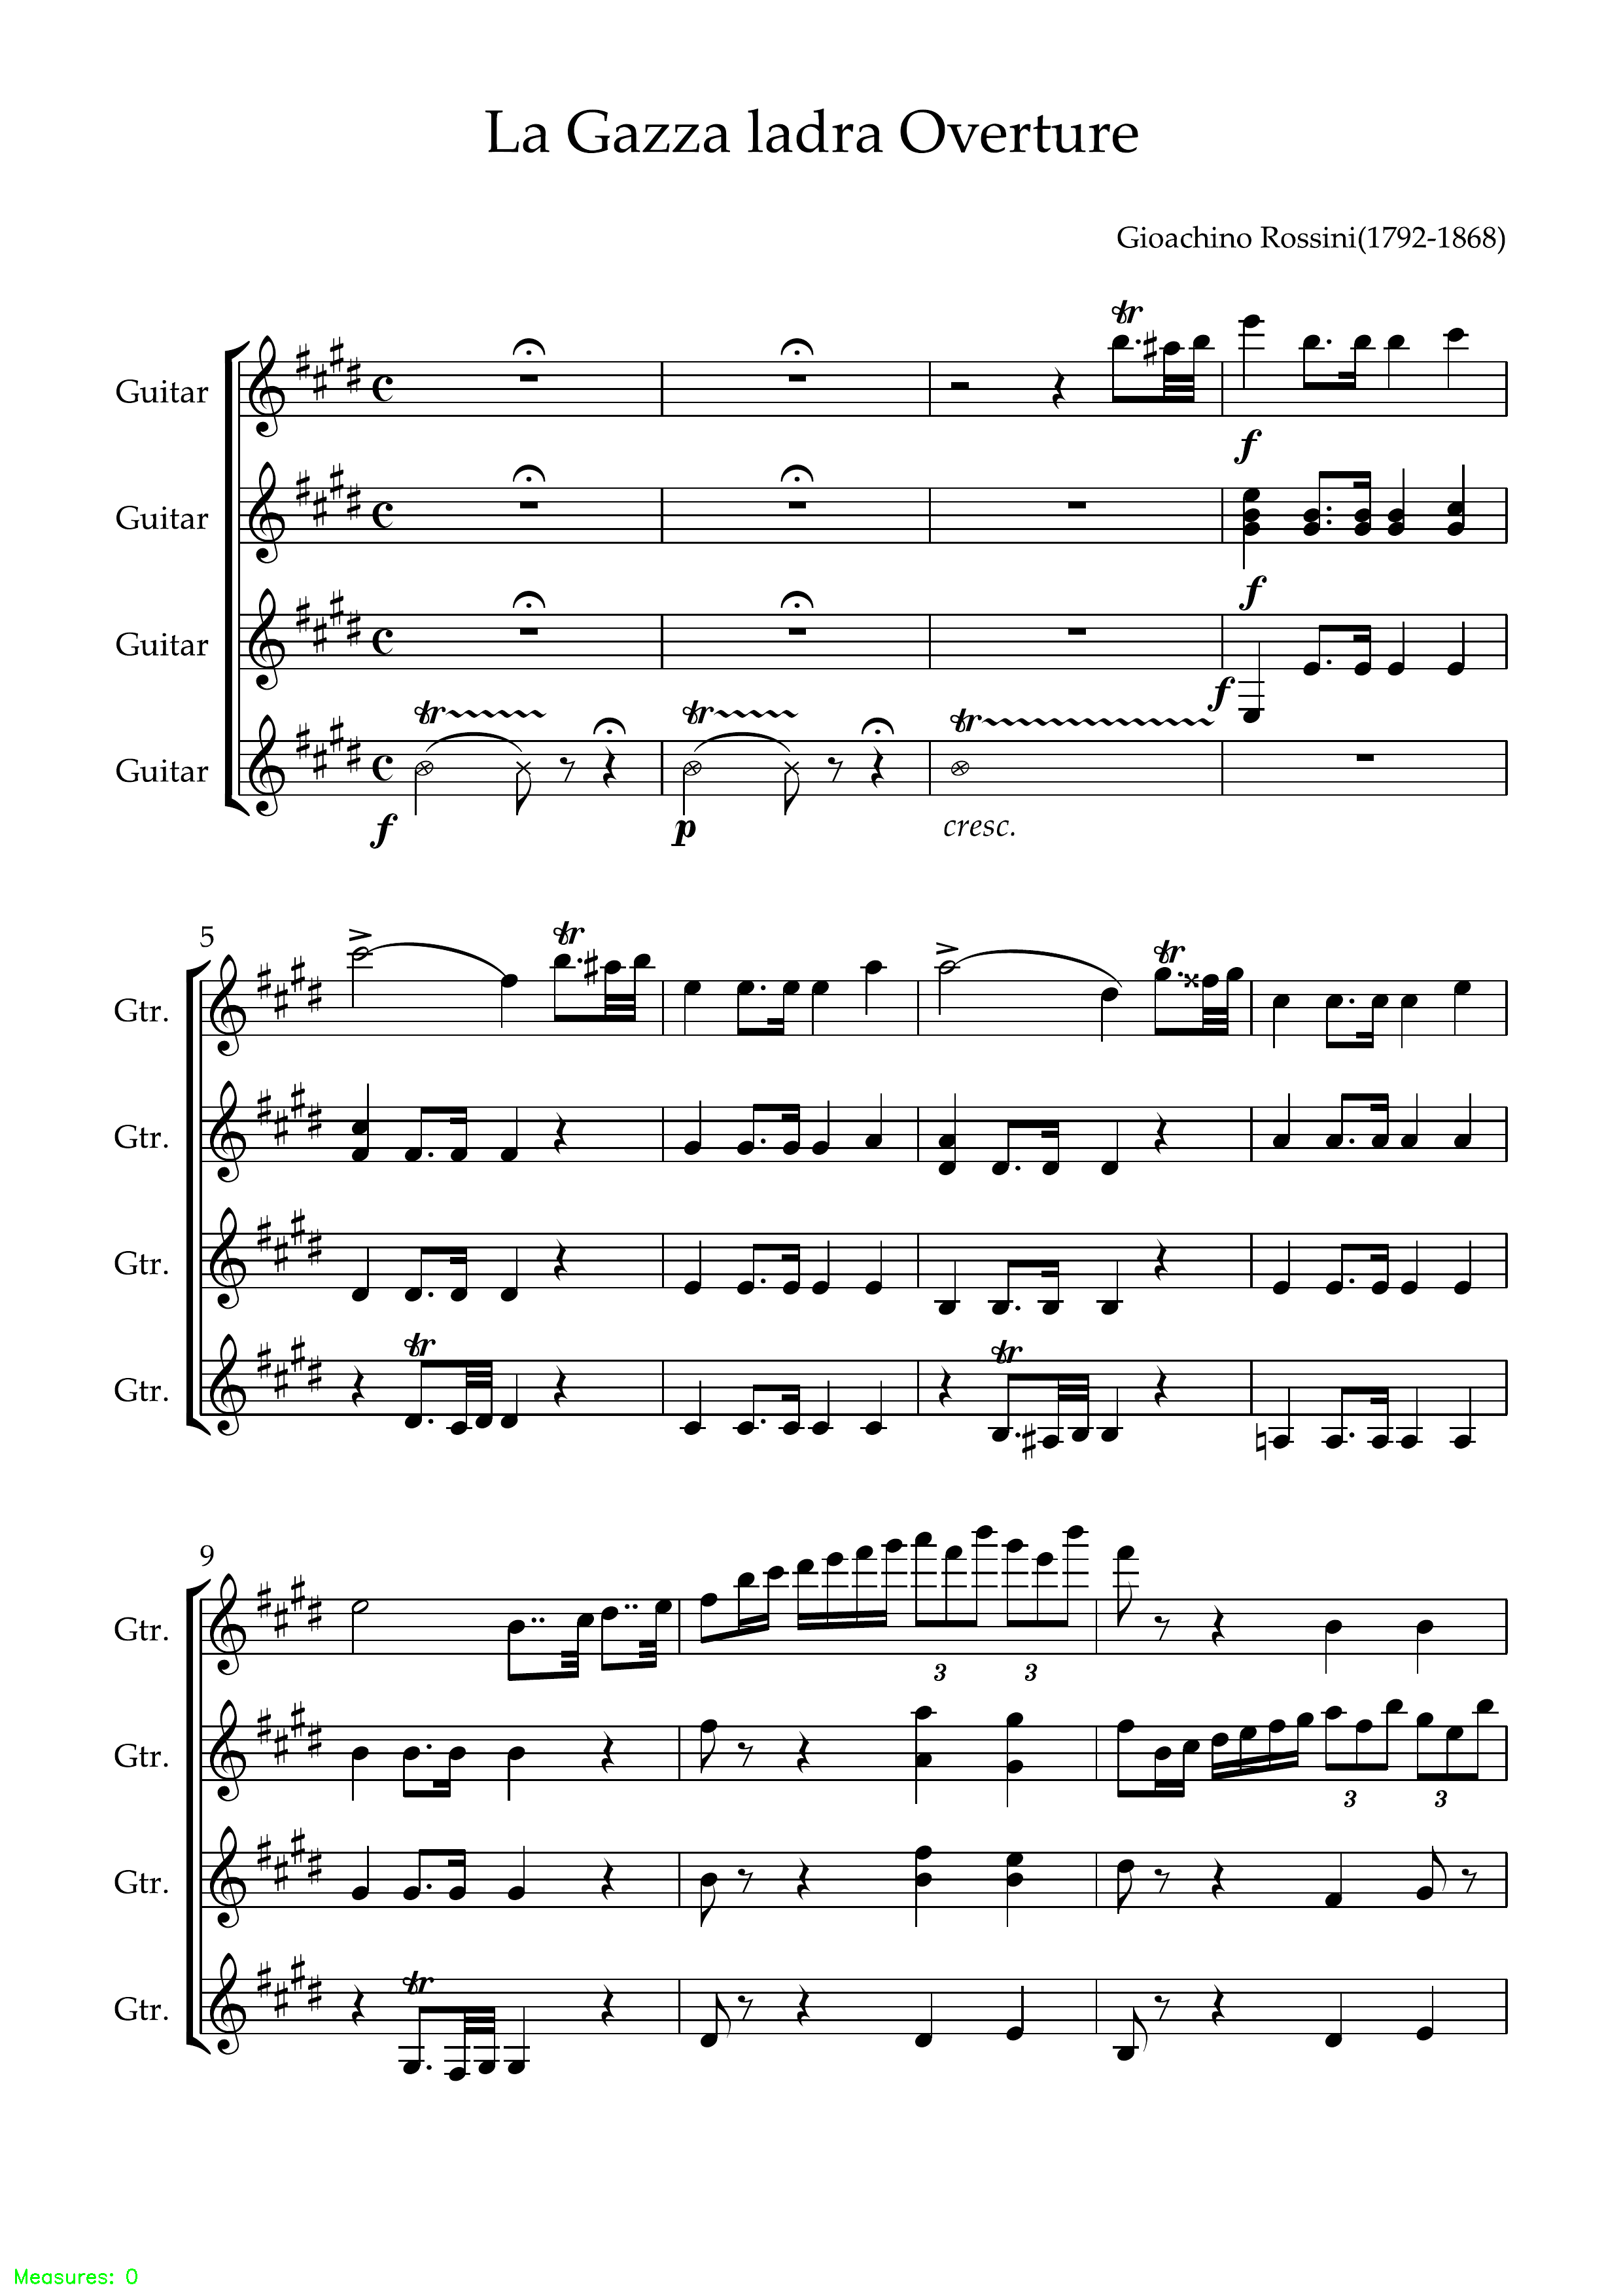 La Gazza ladra Overture
Gioachino Rossini(1792-1868)
tr
Guitar
f
Guitar
f
Guitar
f
tr tr tr
Guitar
f p cresc.
5
tr tr
Gtr.
Gtr.
Gtr.
tr tr
Gtr.
9
Gtr.
3 3
Gtr.
3 3
Gtr.
tr
Gtr.
Measures: 0